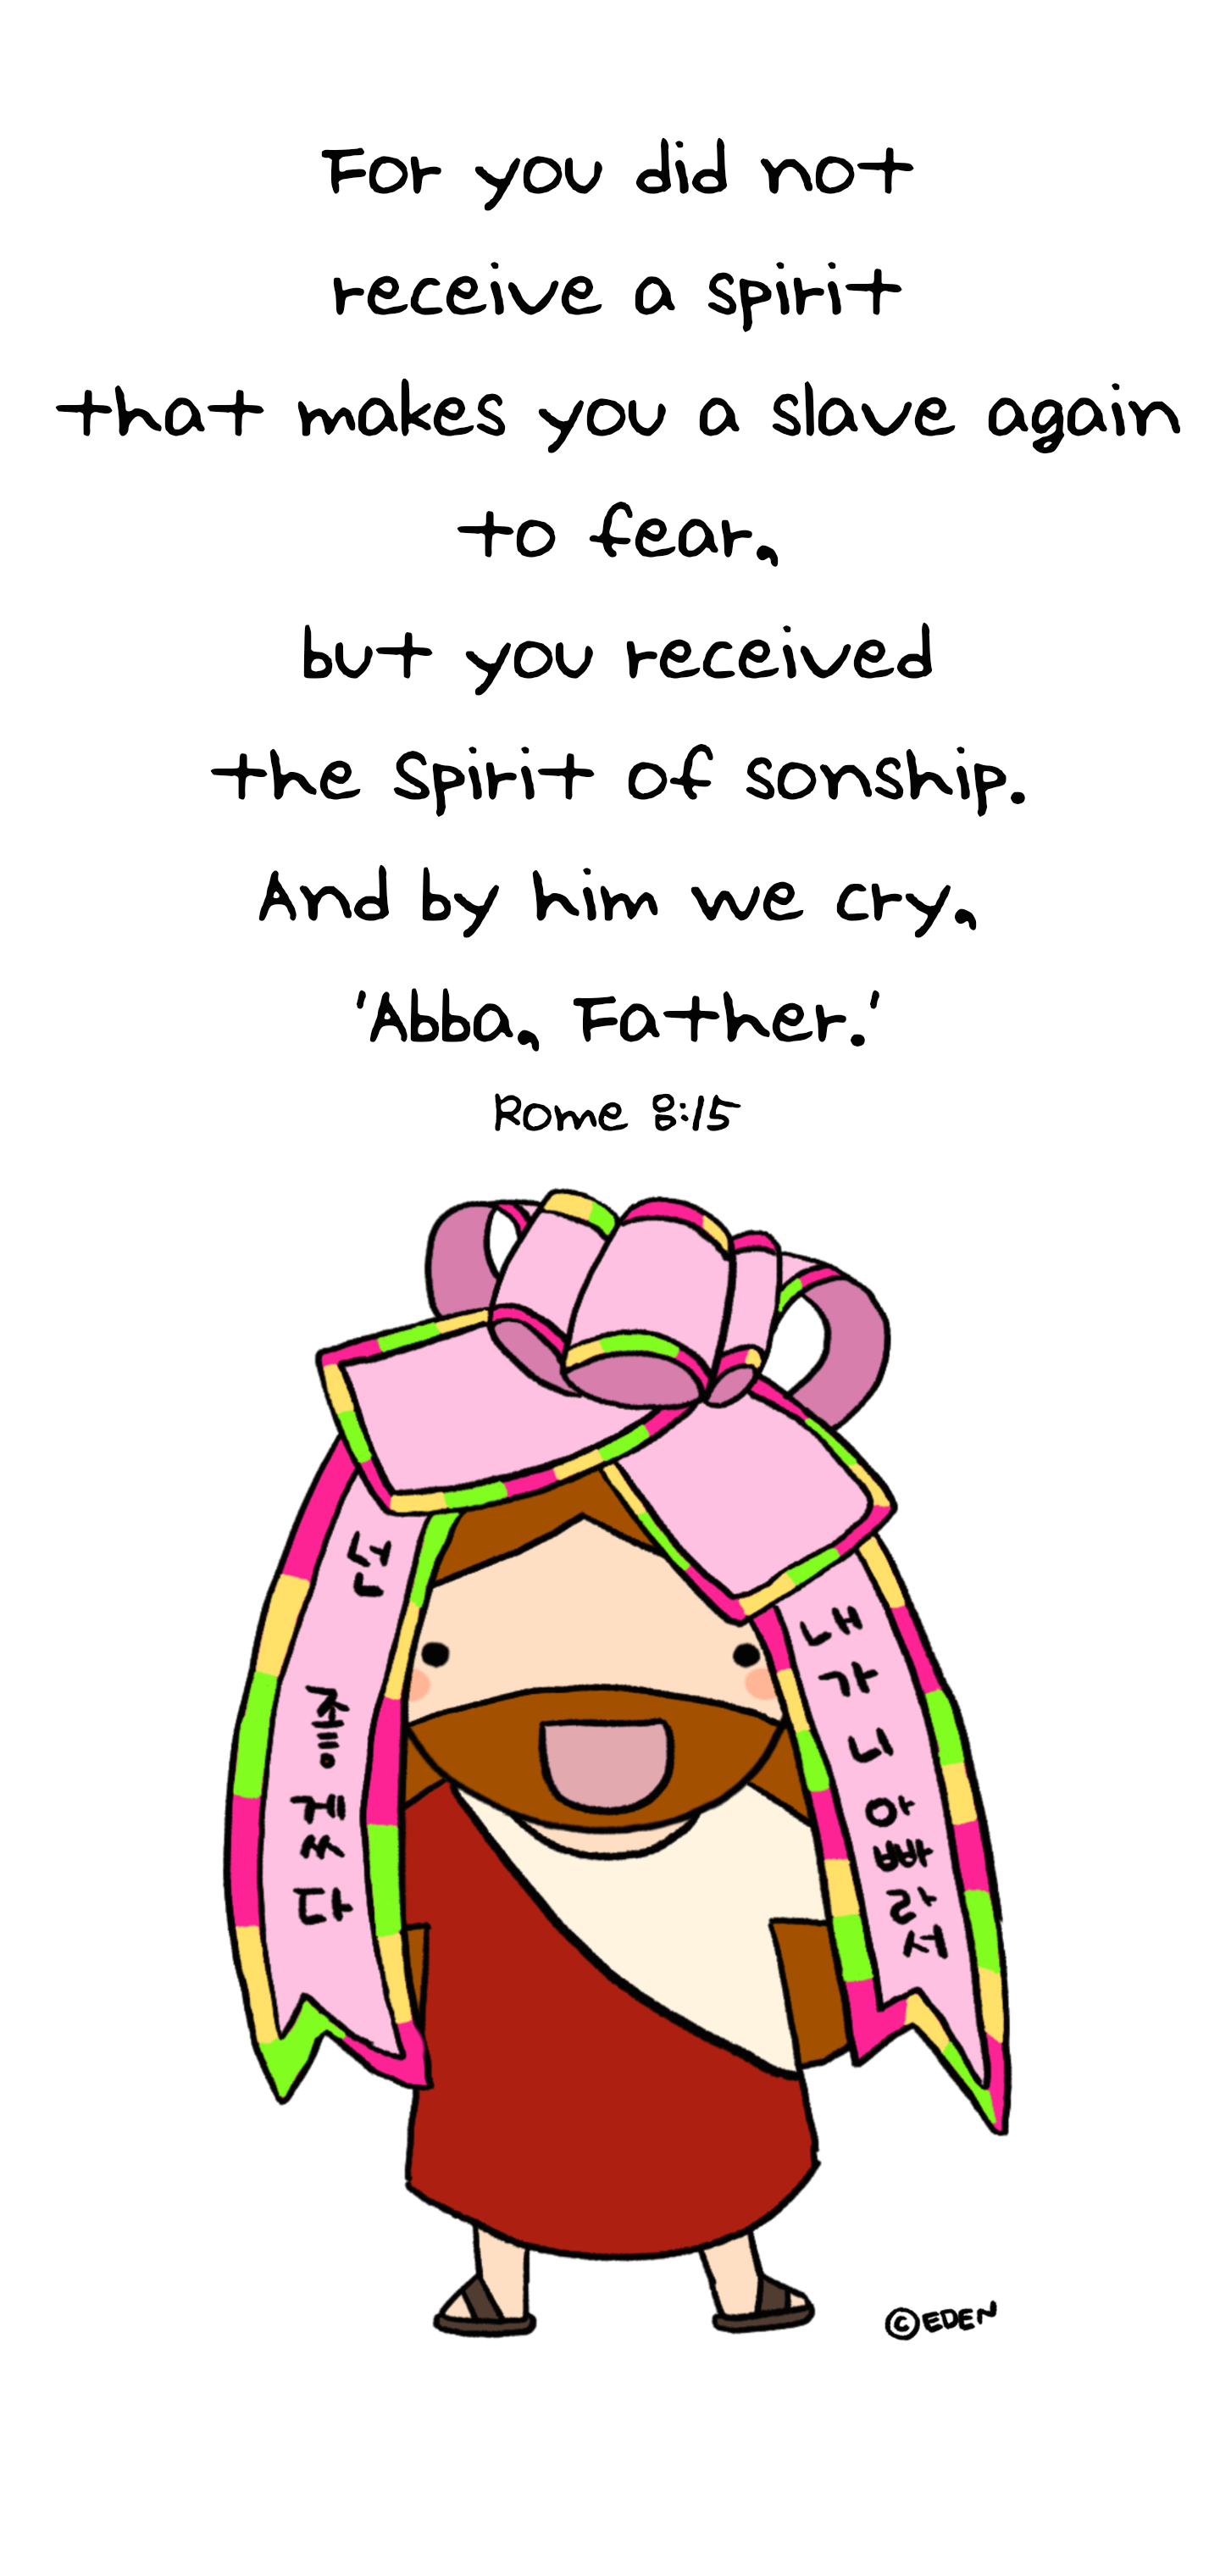 For you did not
receive a spirit
that makes you a slave again
to fear,
but you received
the Spirit of sonship.
And by him we cry,
'Abba, Father.'
Rome 8:15
내가 니 아빠라서
좋겠다
©EDEN